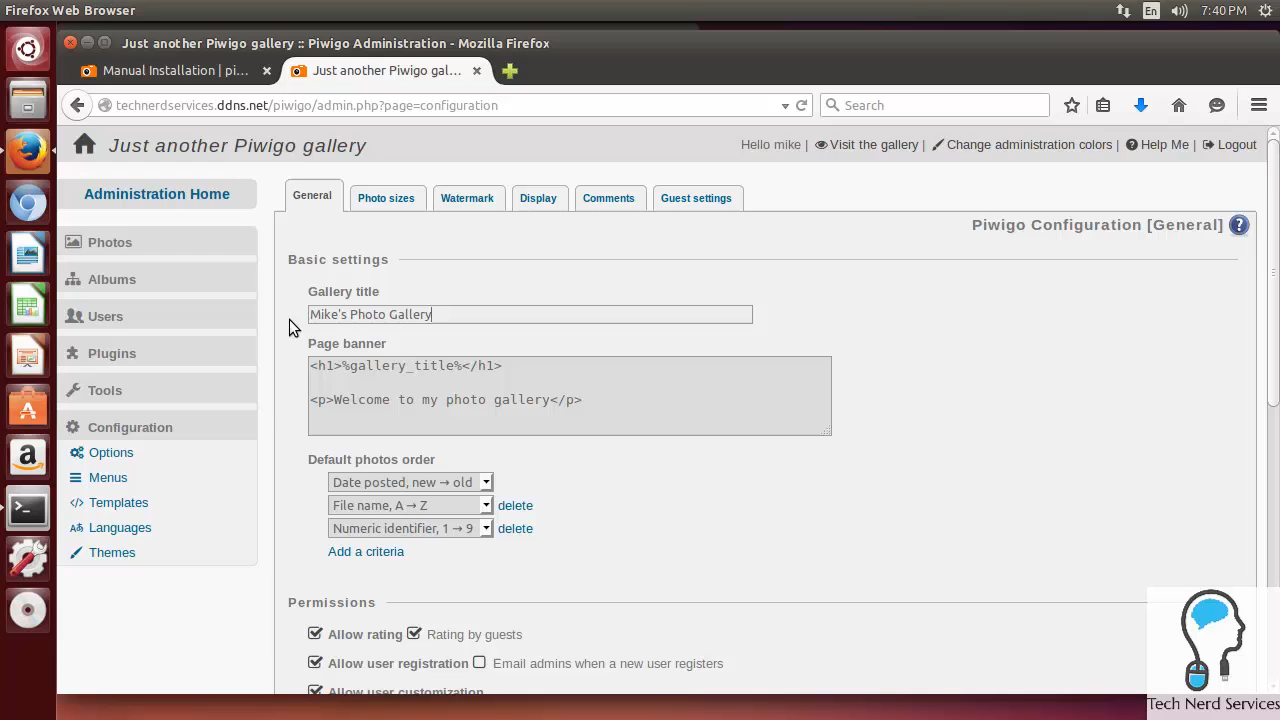 Firefox Web Browser
En
7:40 PM
Just another Piwigo gallery :: Piwigo Administration - Mozilla Firefox
Manual Installation | pi...
Just another Piwigo gal...
technerdservices.ddns.net/piwigo/admin.php?page=configuration
Search
Just another Piwigo gallery
Hello mike | Visit the gallery | Change administration colors | Help Me | Logout
Administration Home
Photos
Albums
Users
Plugins
Tools
Configuration
Options
Menus
Templates
Languages
Themes
General
Photo sizes
Watermark
Display
Comments
Guest settings
Piwigo Configuration [General]
Basic settings
Gallery title
Mike's Photo Gallery
Page banner
<h1>%gallery_title%</h1>
<p>Welcome to my photo gallery</p>
Default photos order
Date posted, new → old
File name, A → Z
delete
Numeric identifier, 1 → 9
delete
Add a criteria
Permissions
Allow rating
Rating by guests
Allow user registration
Email admins when a new user registers
Allow user customization
Tech Nerd Services